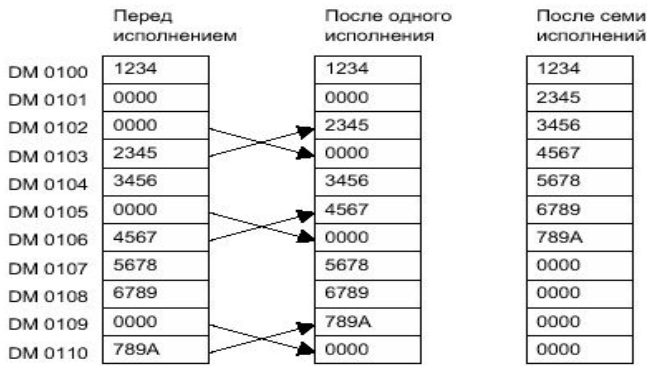 Перед исполнением
После одного исполнения
После семи исполнений
DM 0100 1234 1234 1234
DM 0101 0000 0000 2345
DM 0102 0000 2345 3456
DM 0103 2345 0000 4567
DM 0104 3456 3456 5678
DM 0105 0000 4567 6789
DM 0106 4567 0000 789A
DM 0107 5678 5678 0000
DM 0108 6789 6789 0000
DM 0109 0000 789A 0000
DM 0110 789A 0000 0000